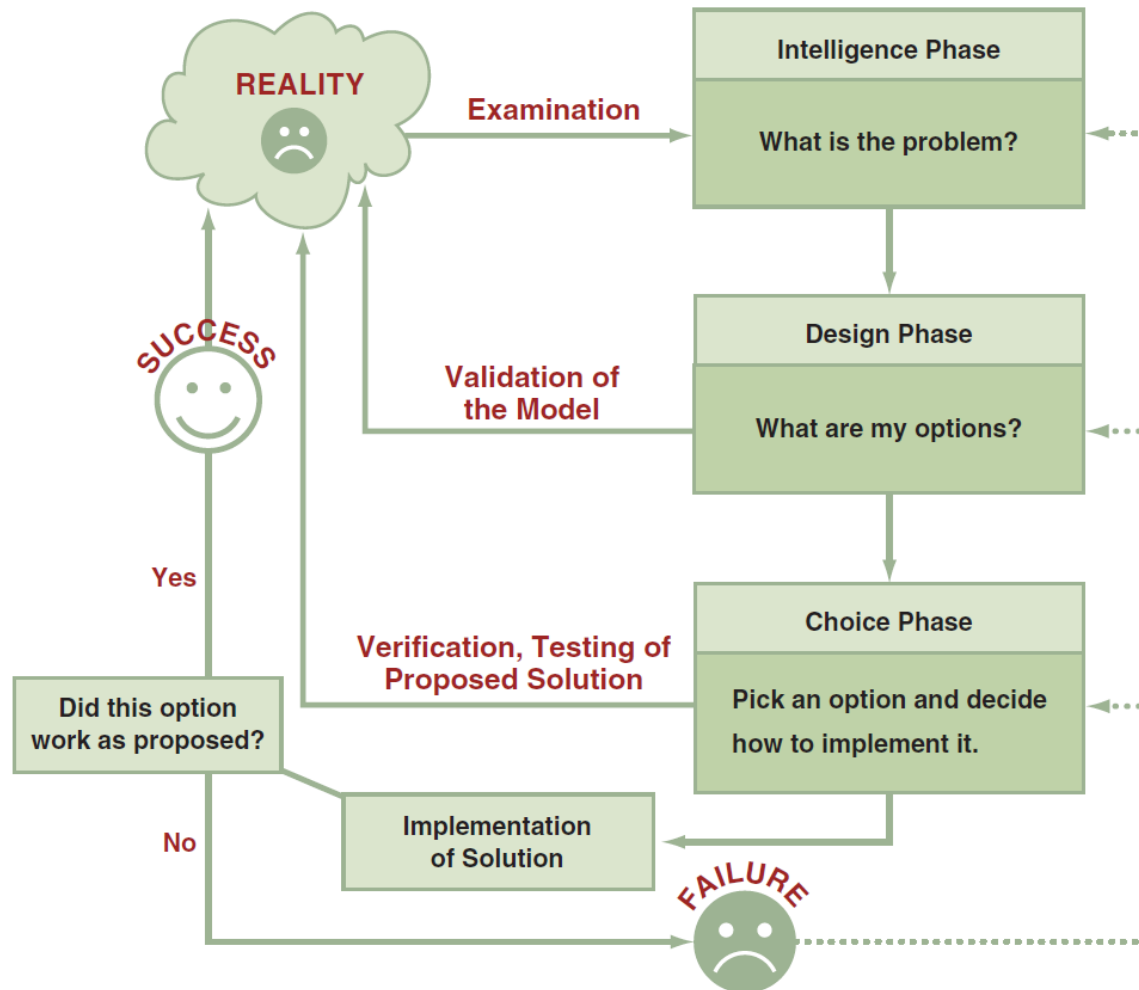 REALITY
Examination
Intelligence Phase
What is the problem?
Design Phase
What are my options?
Validation of
the Model
SUCCESS
Yes
Choice Phase
Pick an option and decide
how to implement it.
Verification, Testing of
Proposed Solution
Did this option
work as proposed?
Implementation
of Solution
No
FAILURE